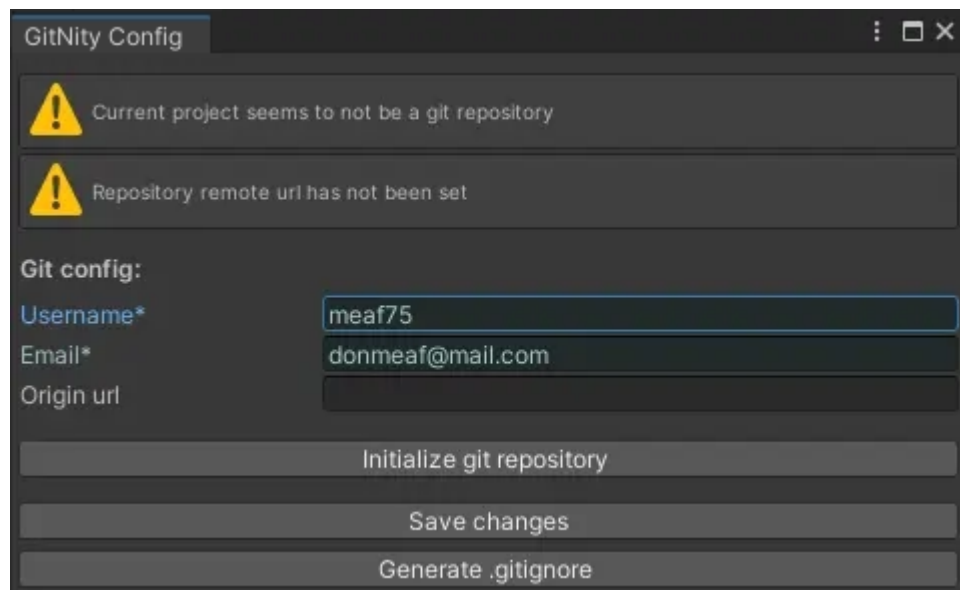 GitNity Config
Current project seems to not be a git repository
Repository remote url has not been set
Git config:
Username* meaf75
Email* donmeaf@mail.com
Origin url
Initialize git repository
Save changes
Generate .gitignore